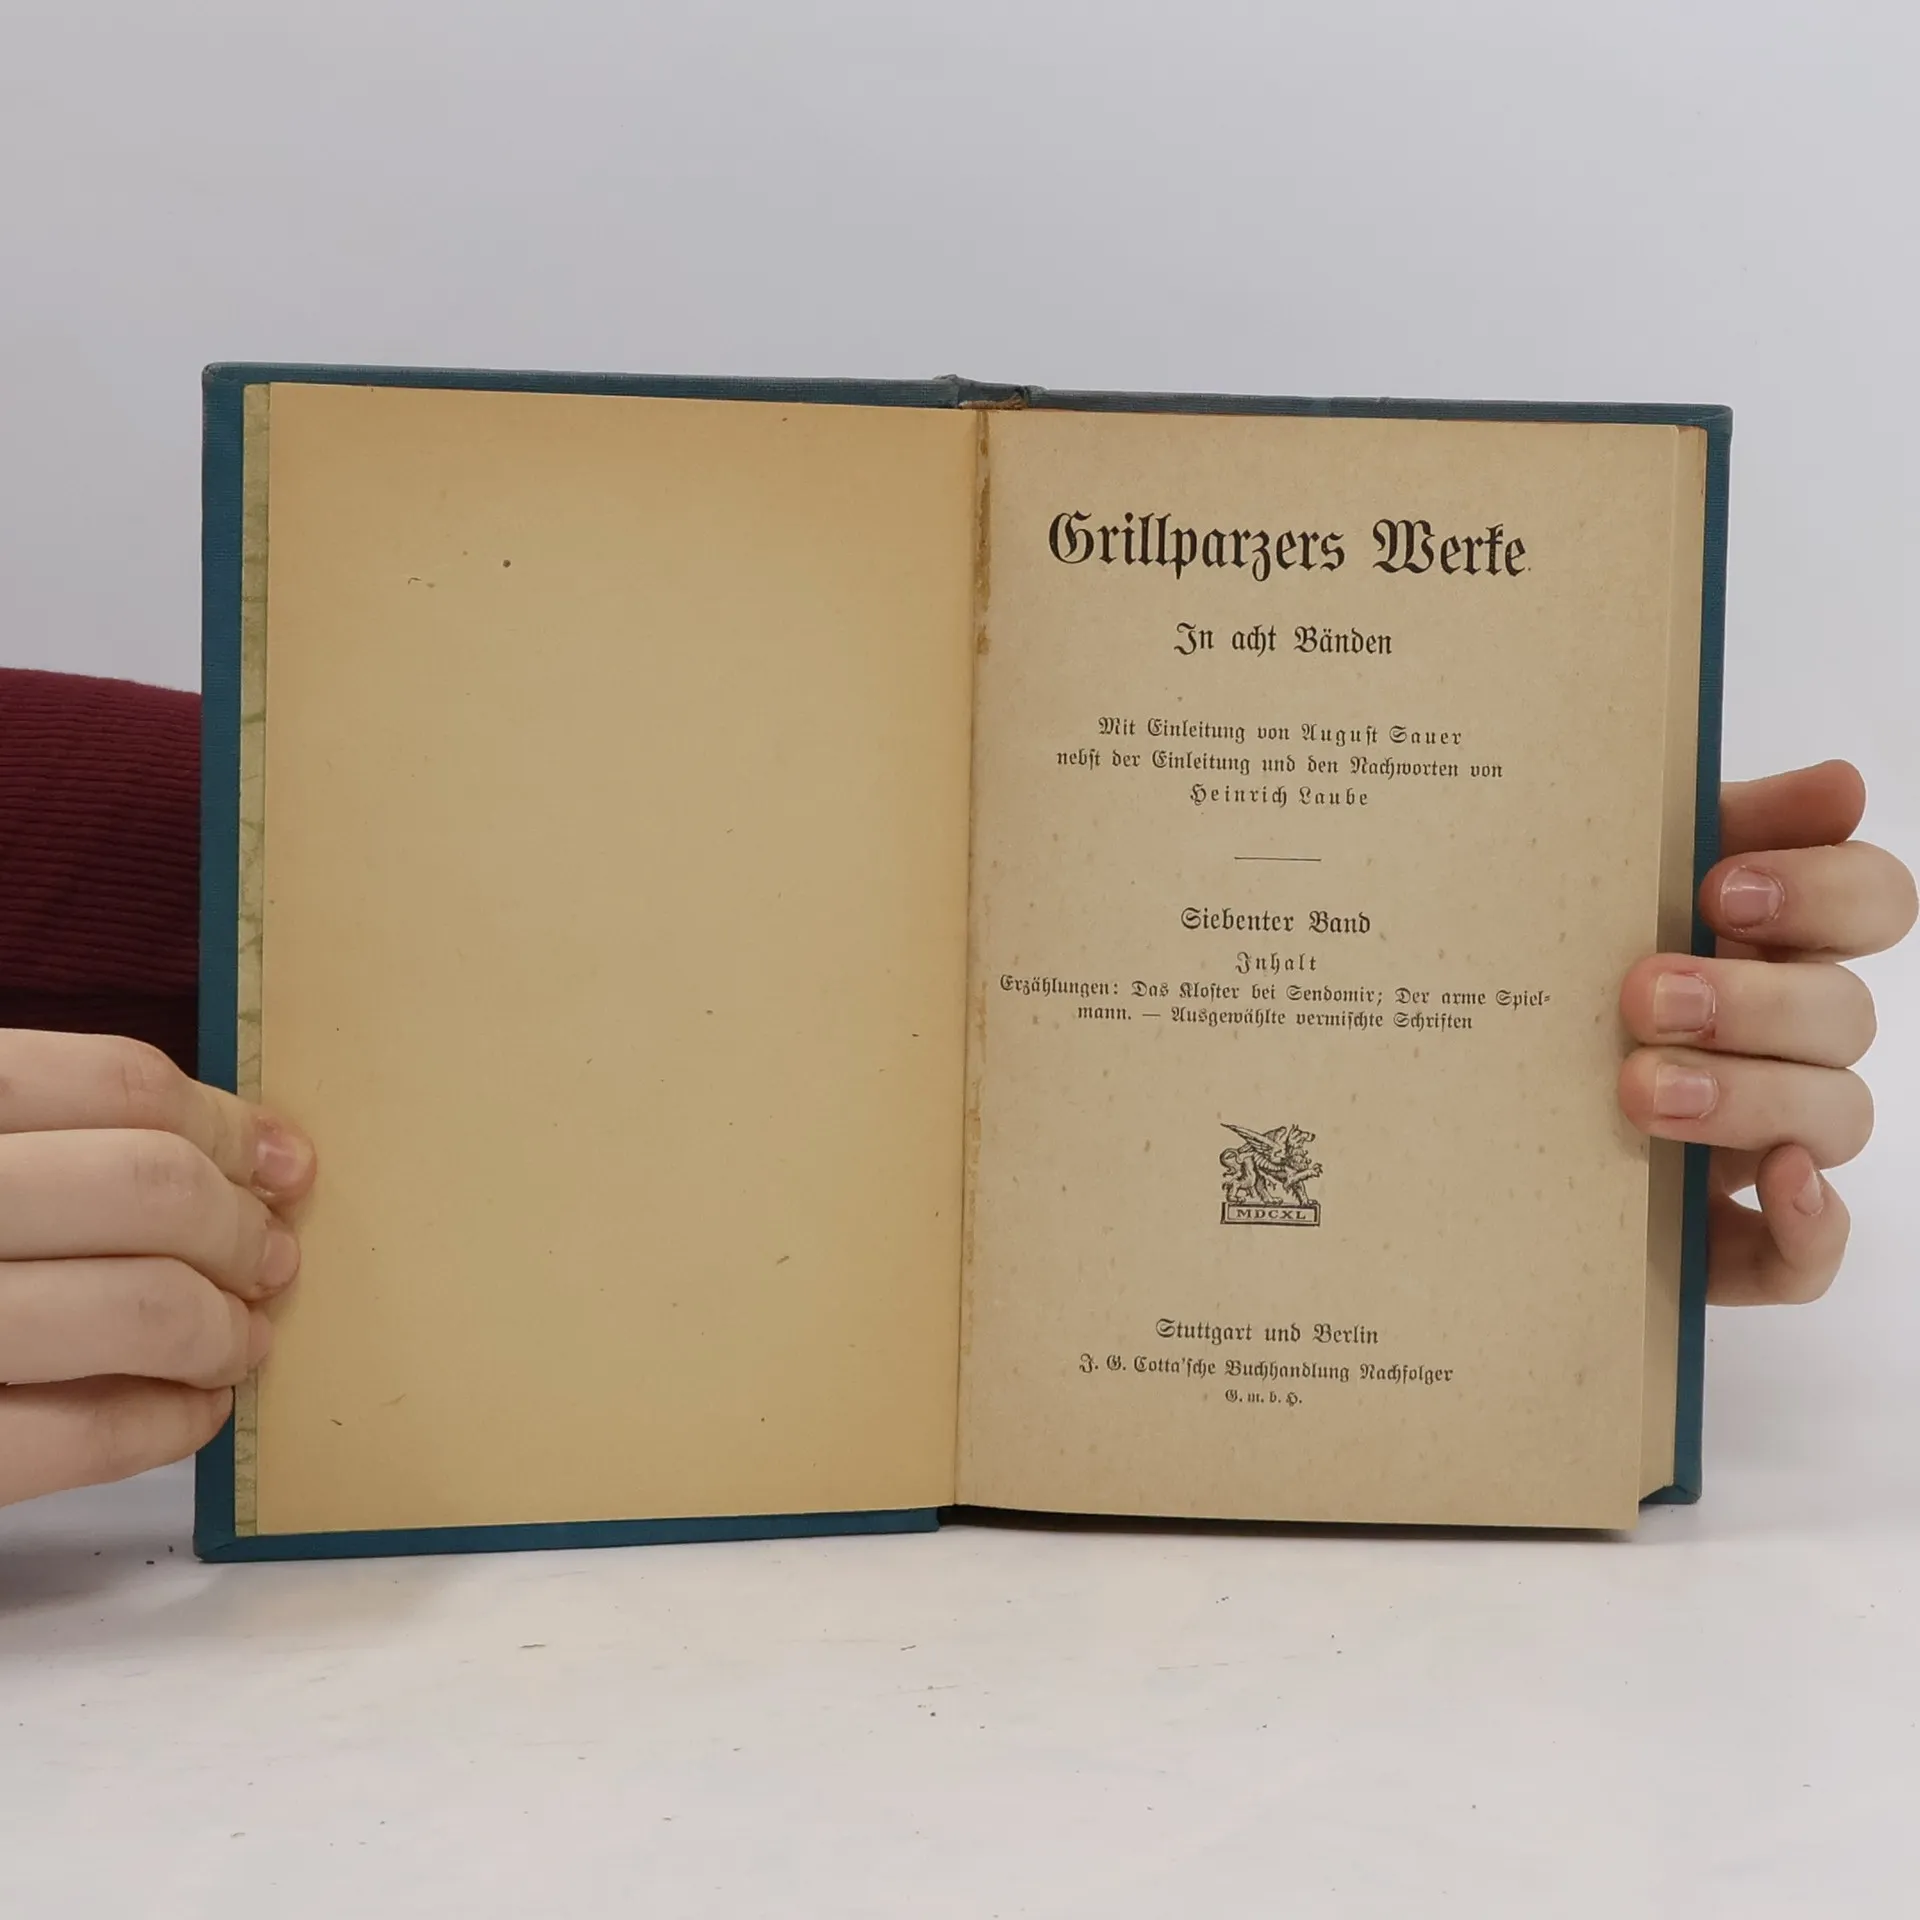 Grillparzers Werke
In acht Bänden
Mit Einleitung von August Sauer
nebst der Einleitung und den Nachworten von
Heinrich Laube
Siebenter Band
Inhalt
Erzählungen: Das Kloster bei Sendomir; Der arme Spiel-
mann. — Ausgewählte vermischte Schriften
MDCXL
Stuttgart und Berlin
J. G. Cotta'sche Buchhandlung Nachfolger
G. m. b. H.